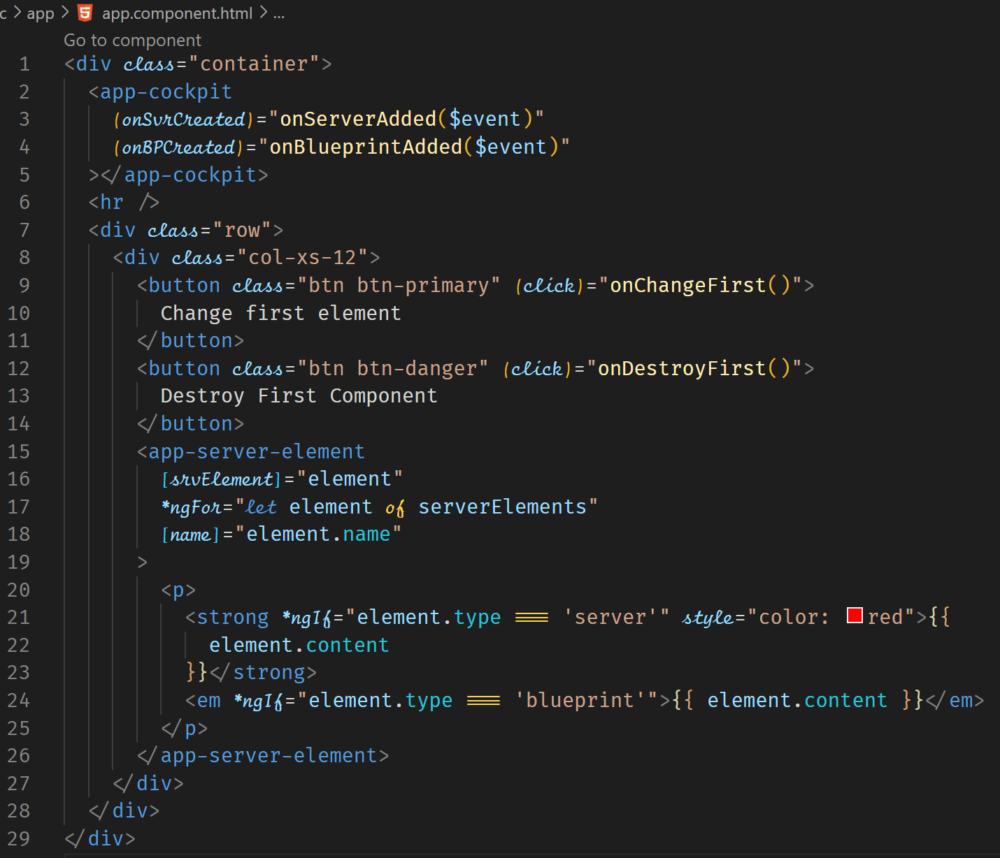 c > app > app.component.html > ...
Go to component
1 <div class="container">
2 <app-cockpit
3 (onSvrCreated)="onServerAdded($event)"
4 (onBPCreated)="onBlueprintAdded($event)"
5 ></app-cockpit>
6 <hr />
7 <div class="row">
8 <div class="col-xs-12">
9 <button class="btn btn-primary" (click)="onChangeFirst()">
10 Change first element
11 </button>
12 <button class="btn btn-danger" (click)="onDestroyFirst()">
13 Destroy First Component
14 </button>
15 <app-server-element
16 [srvElement]="element"
17 *ngFor="let element of serverElements"
18 [name]="element.name"
19 >
20 <p>
21 <strong *ngIf="element.type === 'server'" style="color: red">{{
22 element.content
23 }}</strong>
24 <em *ngIf="element.type === 'blueprint'">{{ element.content }}</em>
25 </p>
26 </app-server-element>
27 </div>
28 </div>
29 </div>